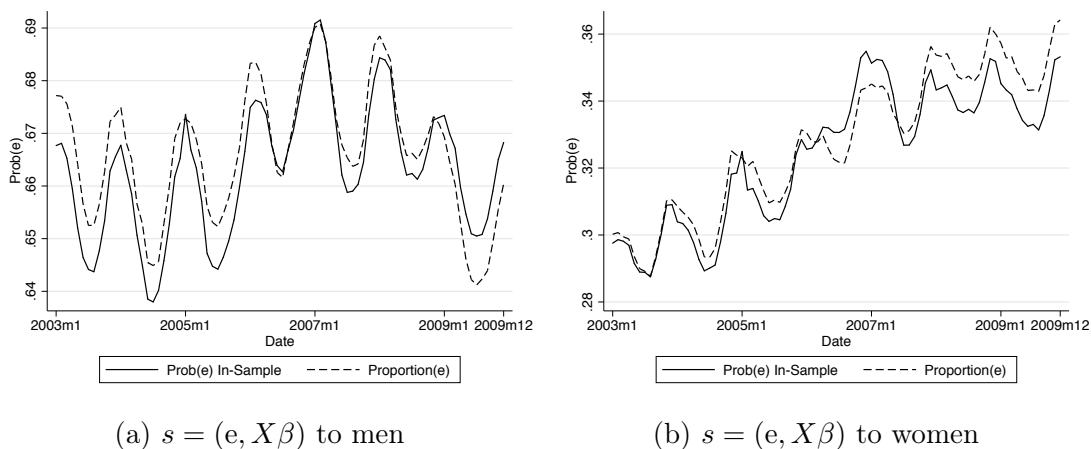 .69
.68
.67
.66
.65
.64
Prob(e)
2003m1 2005m1 2007m1 2009m1 2009m12
Date
Prob(e) In-Sample Proportion(e)
(a) s = (e, Xβ) to men
.36
.34
.32
.3
.28
Prob(e)
2003m1 2005m1 2007m1 2009m1 2009m12
Date
Prob(e) In-Sample Proportion(e)
(b) s = (e, Xβ) to women